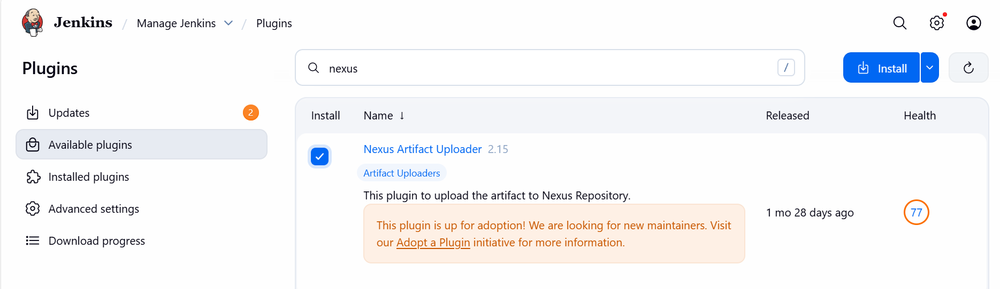 Jenkins / Manage Jenkins / Plugins
Plugins
nexus /
Install
Updates 2
Available plugins
Installed plugins
Advanced settings
Download progress
Install Name ↓ Released Health
Nexus Artifact Uploader 2.15
Artifact Uploaders
This plugin to upload the artifact to Nexus Repository.
This plugin is up for adoption! We are looking for new maintainers. Visit
our Adopt a Plugin initiative for more information.
1 mo 28 days ago
77